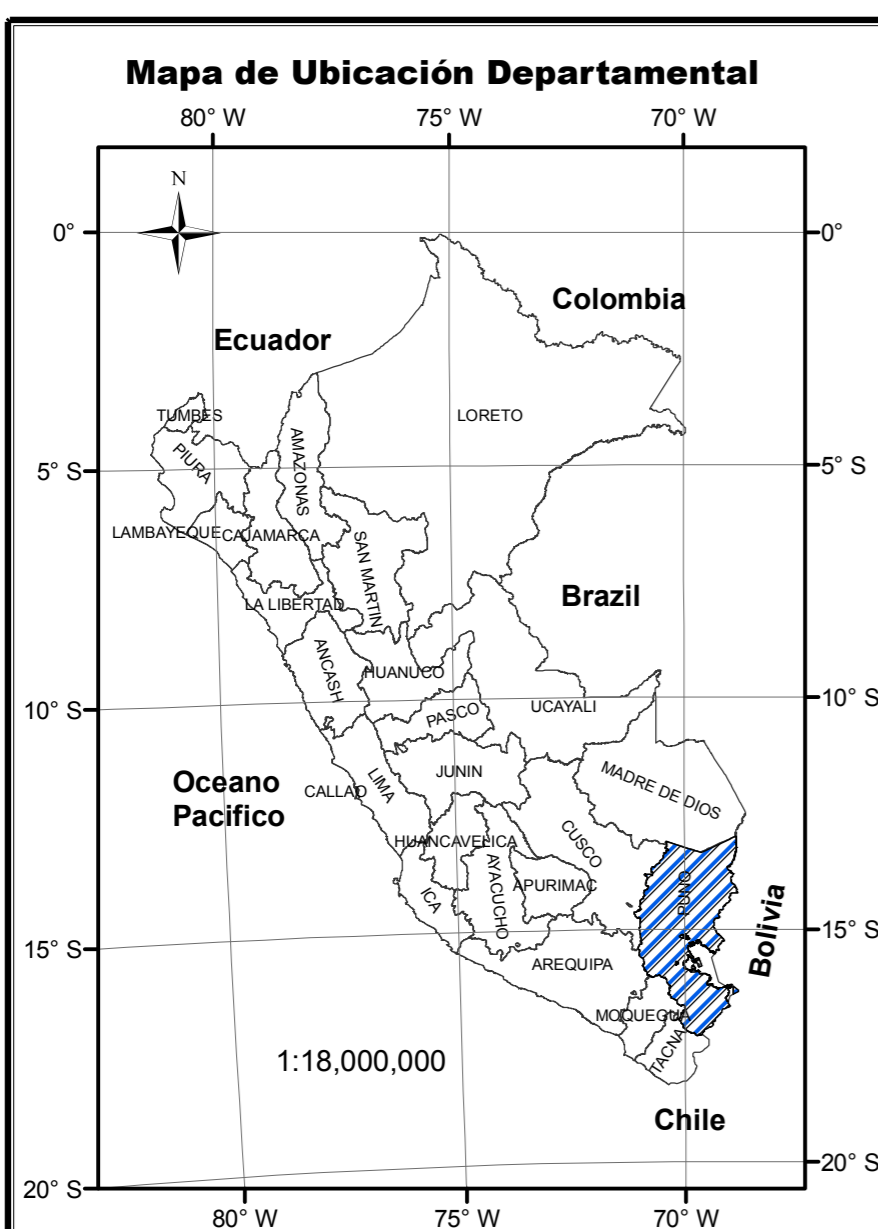 Mapa de Ubicación Departamental
80° W
75° W
70° W
N
0°
0°
Colombia
Ecuador
TUMBES
LORETO
PIURA
AMAZONAS
5° S
5° S
LAMBAYEQUE
CAJAMARCA
SAN MARTIN
Brazil
LA LIBERTAD
ANCASH
HUANUCO
UCAYALI
10° S
10° S
PASCO
Oceano
Pacifico
CALLAO
LIMA
JUNIN
MADRE DE DIOS
HUANCAVELICA
CUSCO
ICA
AYACUCHO
APURIMAC
PUNO
Bolivia
15° S
15° S
AREQUIPA
MOQUEGUA
TACNA
1:18,000,000
Chile
20° S
20° S
80° W
75° W
70° W